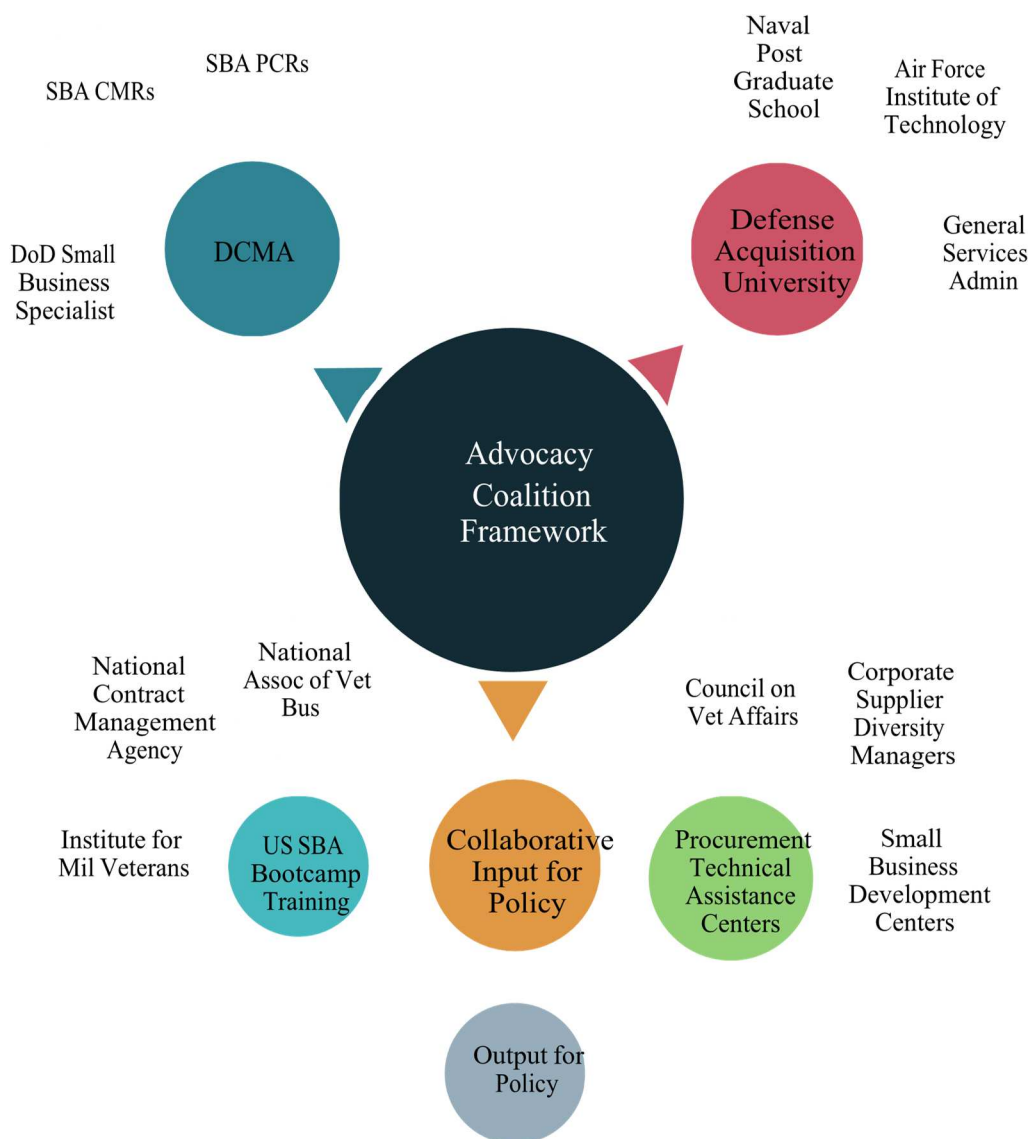 SBA PCRs
SBA CMRs
Naval
Post
Graduate
School
Air Force
Institute of
Technology
DoD Small
Business
Specialist
DCMA
Defense
Acquisition
University
General
Services
Admin
Advocacy
Coalition
Framework
National
Contract
Management
Agency
National
Assoc of Vet
Bus
Council on
Vet Affairs
Corporate
Supplier
Diversity
Managers
Institute for
Mil Veterans
US SBA
Bootcamp
Training
Collaborative
Input for
Policy
Procurement
Technical
Assistance
Centers
Small
Business
Development
Centers
Output for
Policy